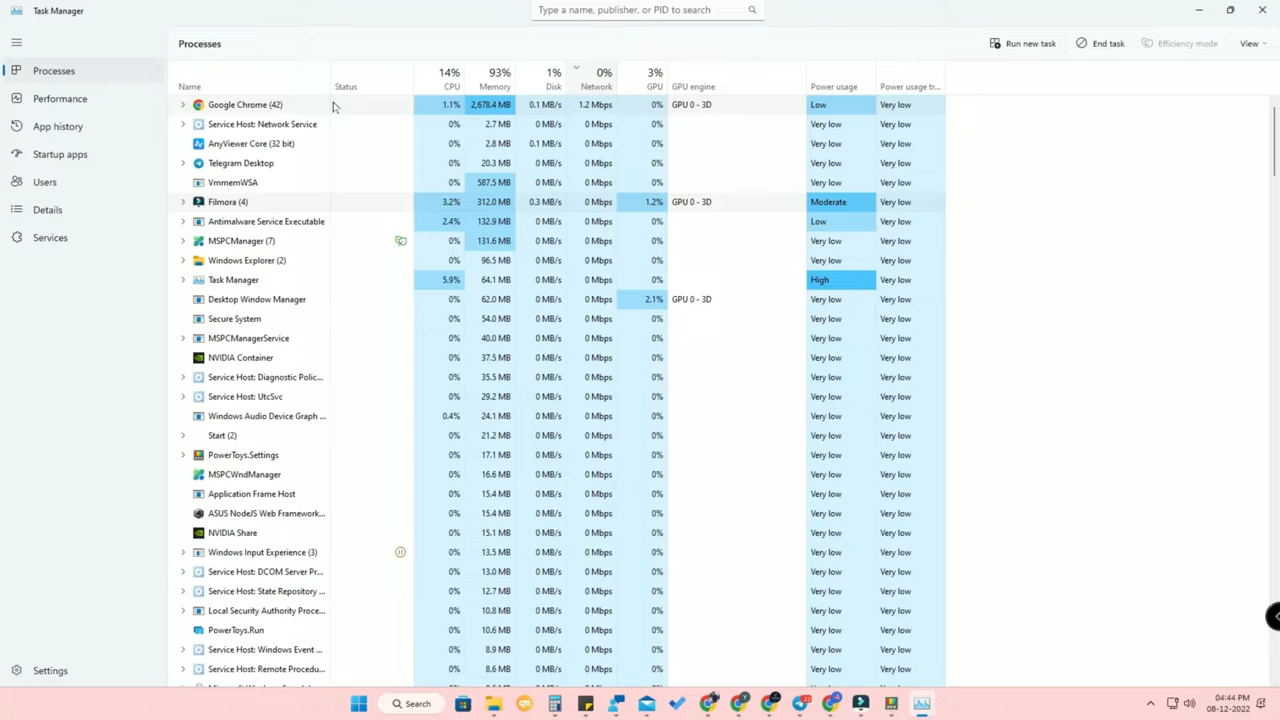 Task Manager
Type a name, publisher, or PID to search
Processes
Run new task
End task
Efficiency mode
View
Processes
Performance
App history
Startup apps
Users
Details
Services
Settings
14% 93% 1% 0% 3%
Name Status CPU Memory Disk Network GPU GPU engine Power usage Power usage tr...
Google Chrome (42) 1.1% 2,678.4 MB 0.1 MB/s 1.2 Mbps 0% GPU 0 - 3D Low Very low
Service Host: Network Service 0% 2.7 MB 0 MB/s 0 Mbps 0% Very low Very low
AnyViewer Core (32 bit) 0% 2.8 MB 0.1 MB/s 0 Mbps 0% Very low Very low
Telegram Desktop 0% 20.3 MB 0 MB/s 0 Mbps 0% Very low Very low
VmmemWSA 0% 587.5 MB 0 MB/s 0 Mbps 0% Very low Very low
Filmora (4) 3.2% 312.0 MB 0.3 MB/s 0 Mbps 1.2% GPU 0 - 3D Moderate Very low
Antimalware Service Executable 2.4% 132.9 MB 0 MB/s 0 Mbps 0% Low Very low
MSPCManager (7) 0% 131.6 MB 0 MB/s 0 Mbps 0% Very low Very low
Windows Explorer (2) 0% 96.5 MB 0 MB/s 0 Mbps 0% Very low Very low
Task Manager 5.9% 64.1 MB 0 MB/s 0 Mbps 0% High Very low
Desktop Window Manager 0% 62.0 MB 0 MB/s 0 Mbps 2.1% GPU 0 - 3D Very low Very low
Secure System 0% 54.0 MB 0 MB/s 0 Mbps 0% Very low Very low
MSPCManagerService 0% 40.0 MB 0 MB/s 0 Mbps 0% Very low Very low
NVIDIA Container 0% 37.5 MB 0 MB/s 0 Mbps 0% Very low Very low
Service Host: Diagnostic Polic... 0% 35.5 MB 0 MB/s 0 Mbps 0% Very low Very low
Service Host: UtcSvc 0% 29.2 MB 0 MB/s 0 Mbps 0% Very low Very low
Windows Audio Device Graph ... 0.4% 24.1 MB 0 MB/s 0 Mbps 0% Very low Very low
Start (2) 0% 21.2 MB 0 MB/s 0 Mbps 0% Very low Very low
PowerToys.Settings 0% 17.1 MB 0 MB/s 0 Mbps 0% Very low Very low
MSPCWndManager 0% 16.6 MB 0 MB/s 0 Mbps 0% Very low Very low
Application Frame Host 0% 15.4 MB 0 MB/s 0 Mbps 0% Very low Very low
ASUS NodeJS Web Framework... 0% 15.4 MB 0 MB/s 0 Mbps 0% Very low Very low
NVIDIA Share 0% 15.1 MB 0 MB/s 0 Mbps 0% Very low Very low
Windows Input Experience (3) 0% 13.5 MB 0 MB/s 0 Mbps 0% Very low Very low
Service Host: DCOM Server Pr... 0% 13.0 MB 0 MB/s 0 Mbps 0% Very low Very low
Service Host: State Repository ... 0% 12.7 MB 0 MB/s 0 Mbps 0% Very low Very low
Local Security Authority Proce... 0% 10.8 MB 0 MB/s 0 Mbps 0% Very low Very low
PowerToys.Run 0% 10.6 MB 0 MB/s 0 Mbps 0% Very low Very low
Service Host: Windows Event ... 0% 8.9 MB 0 MB/s 0 Mbps 0% Very low Very low
Service Host: Remote Procedu... 0% 8.6 MB 0 MB/s 0 Mbps 0% Very low Very low
Search
04:44 PM
08-12-2022